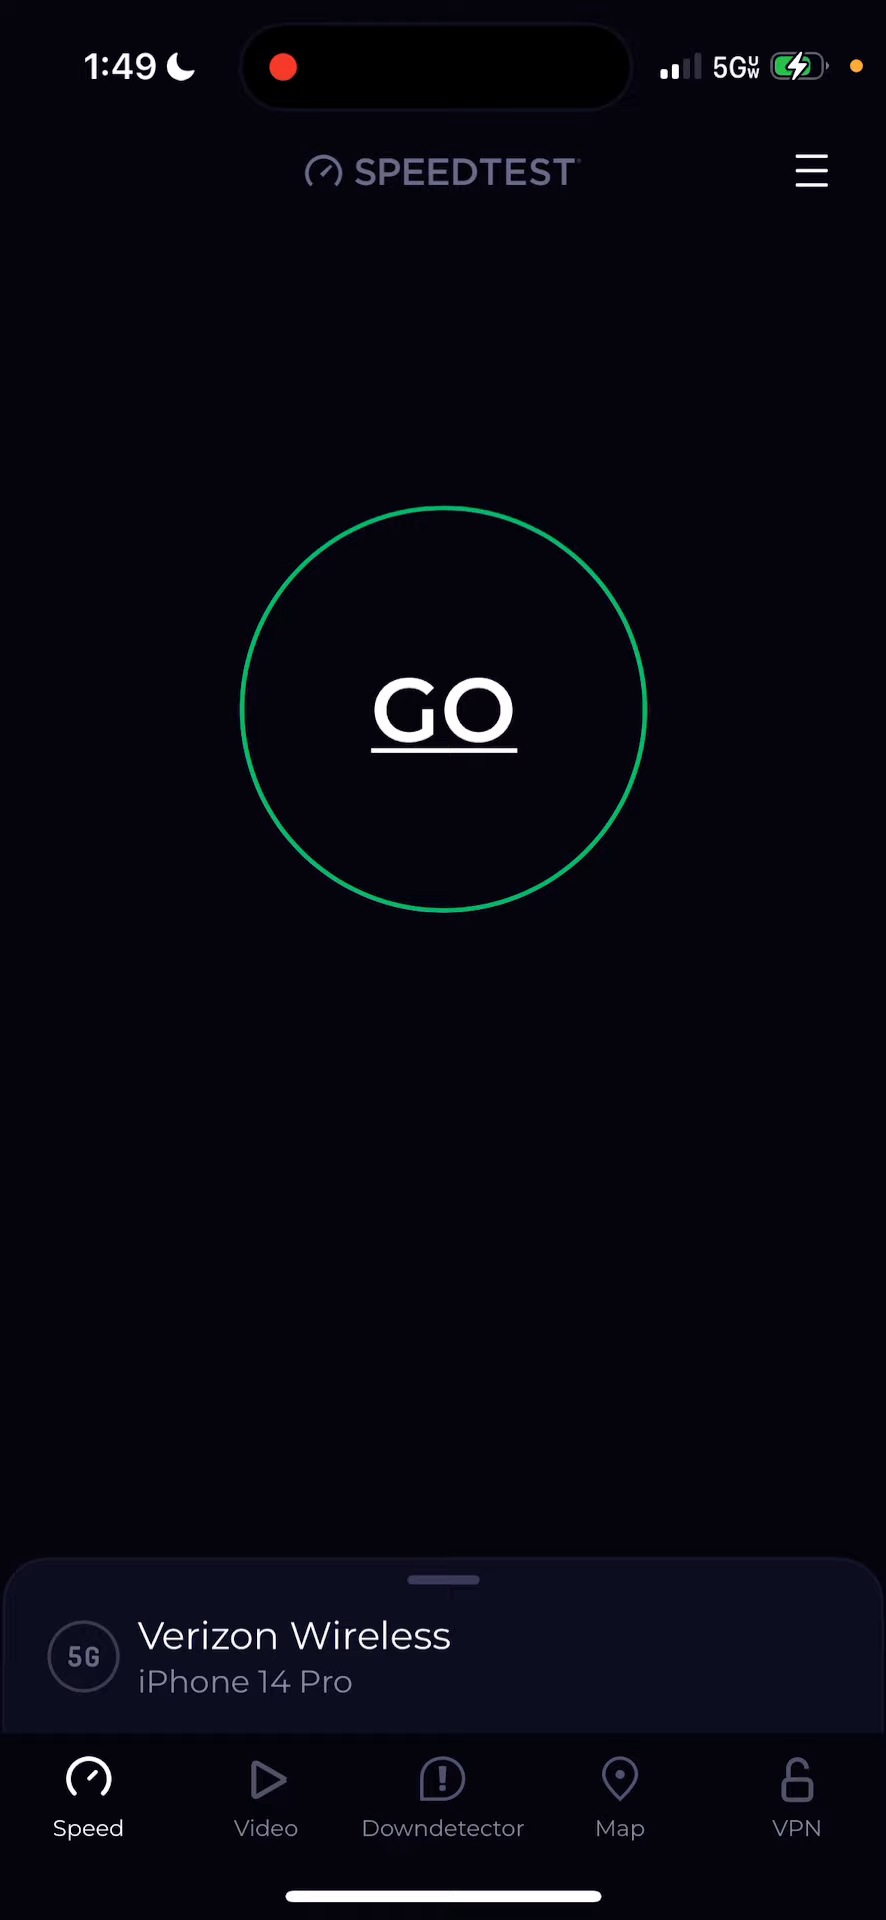 1:49 5G UW
SPEEDTEST
GO
5G Verizon Wireless
iPhone 14 Pro
Speed Video Downdetector Map VPN